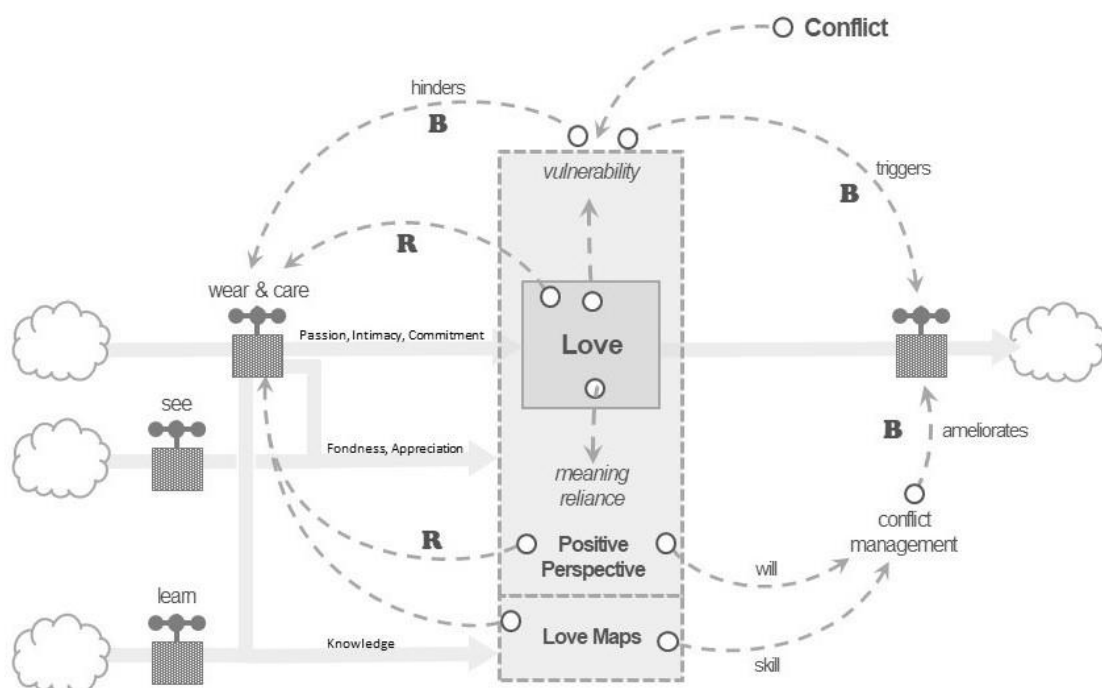 Conflict
hinders
B
vulnerability
triggers
B
R
wear & care
Passion, Intimacy, Commitment
Love
see
Fondness, Appreciation
B
ameliorates
meaning
reliance
conflict
management
R
Positive
Perspective
will
learn
Knowledge
Love Maps
skill